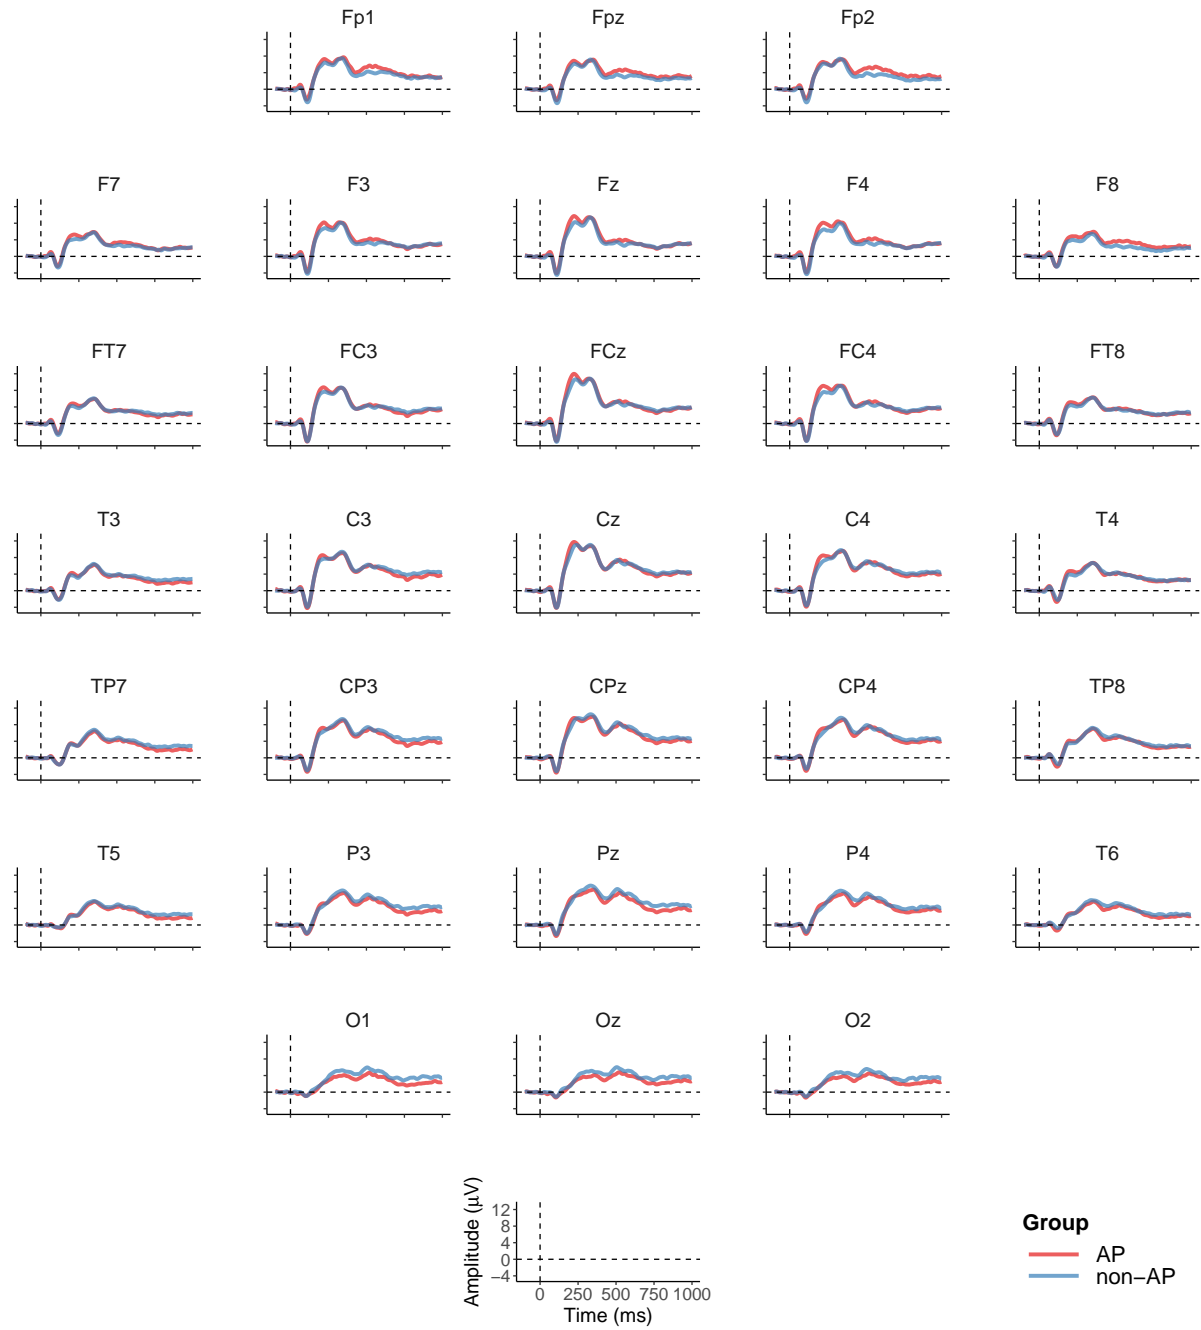 Fp1 Fpz Fp2
F7 F3 Fz F4 F8
FT7 FC3 FCz FC4 FT8
T3 C3 Cz C4 T4
TP7 CP3 CPz CP4 TP8
T5 P3 Pz P4 T6
O1 Oz O2
Amplitude (μV)
12
8
4
0
−4
0 250 500 750 1000
Time (ms)
Group
AP
non−AP